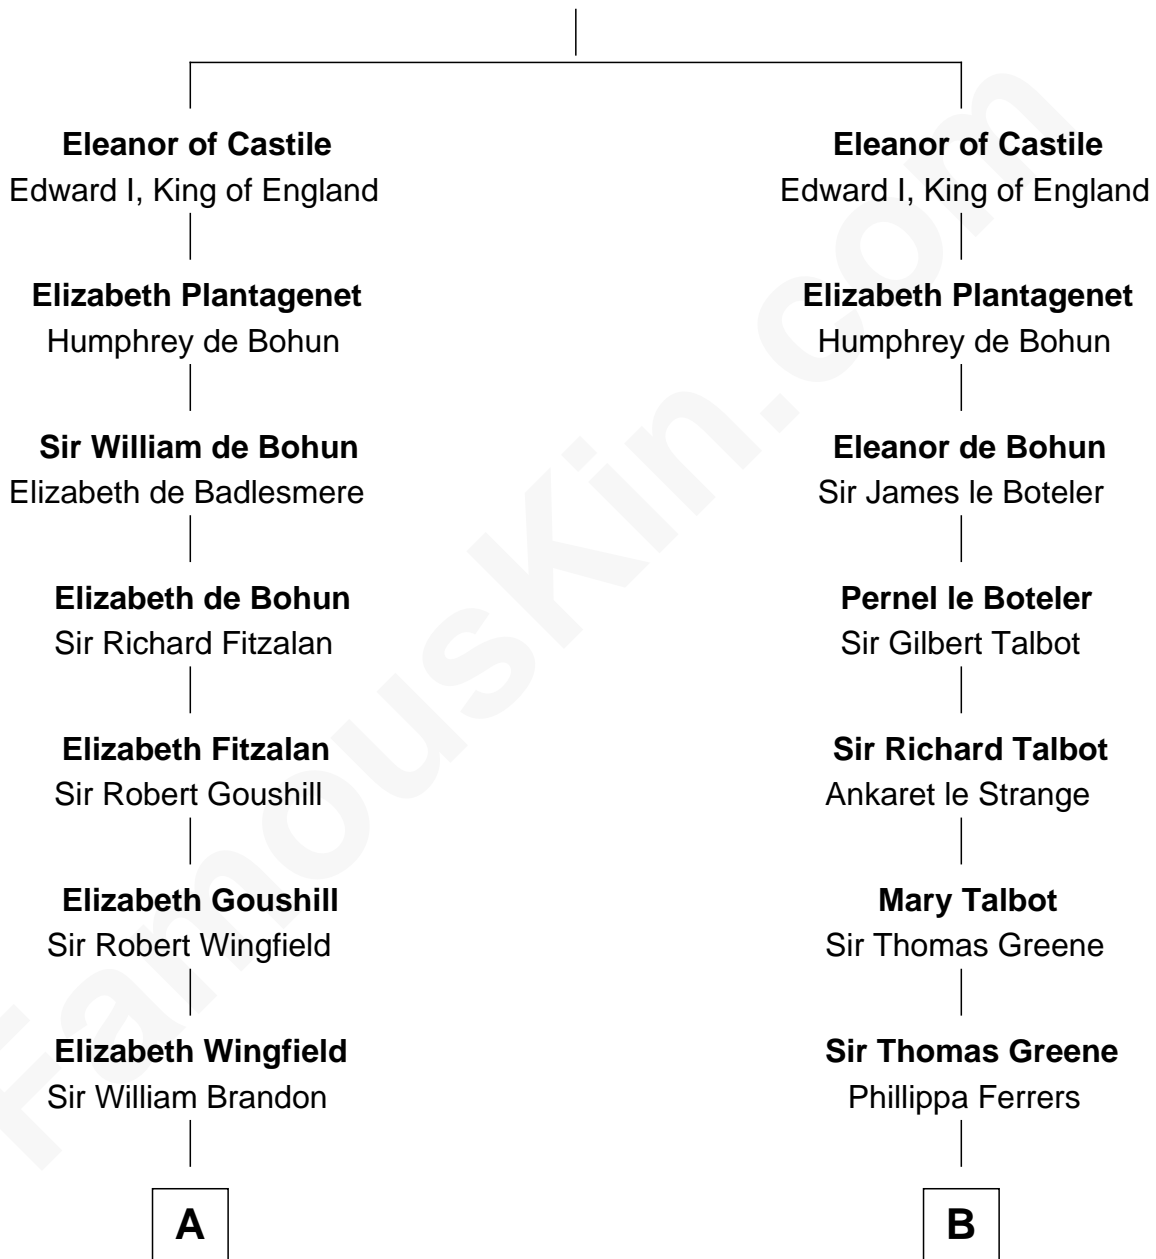 Eleanor of Castile
Edward I, King of England
Elizabeth Plantagenet
Humphrey de Bohun
Sir William de Bohun
Elizabeth de Badlesmere
Elizabeth de Bohun
Sir Richard Fitzalan
Elizabeth Fitzalan
Sir Robert Goushill
Elizabeth Goushill
Sir Robert Wingfield
Elizabeth Wingfield
Sir William Brandon
A
Eleanor of Castile
Edward I, King of England
Elizabeth Plantagenet
Humphrey de Bohun
Eleanor de Bohun
Sir James le Boteler
Pernel le Boteler
Sir Gilbert Talbot
Sir Richard Talbot
Ankaret le Strange
Mary Talbot
Sir Thomas Greene
Sir Thomas Greene
Phillippa Ferrers
B
FamousKin.com